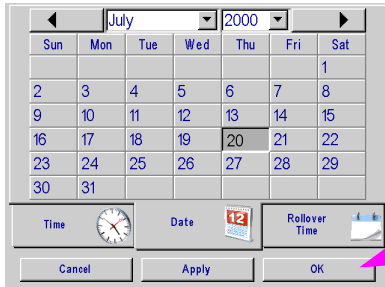 July 2000
Sun Mon Tue Wed Thu Fri Sat
1
2 3 4 5 6 7 8
9 10 11 12 13 14 15
16 17 18 19 20 21 22
23 24 25 26 27 28 29
30 31
Time 12 Date Rollover Time
Cancel Apply OK